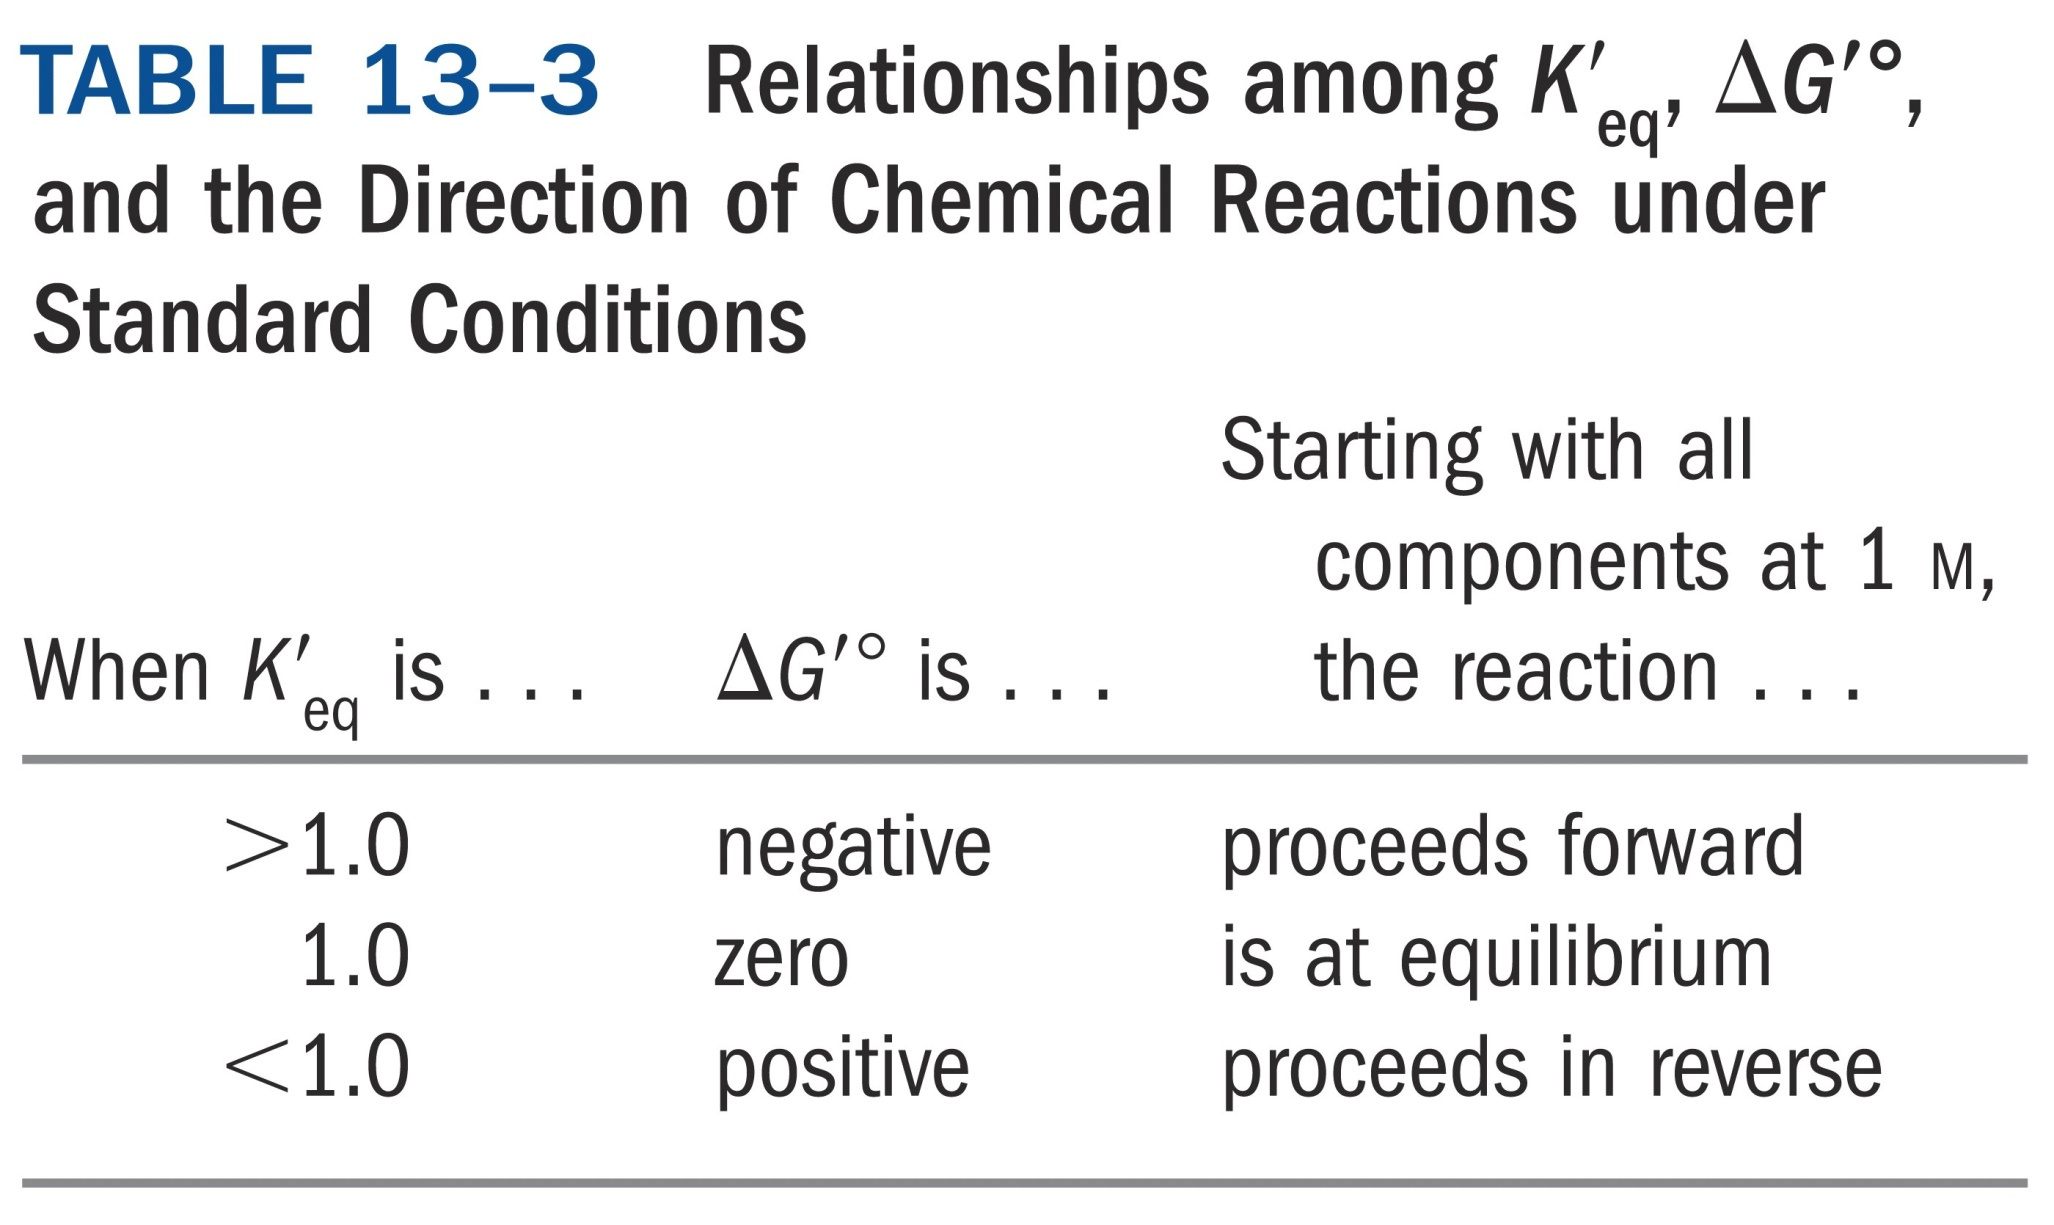 TABLE 13–3 Relationships among K′eq, ΔG′°,
and the Direction of Chemical Reactions under
Standard Conditions
When K′eq is . . .
ΔG′° is . . .
Starting with all
components at 1 M,
the reaction . . .
>1.0 negative proceeds forward
1.0 zero is at equilibrium
<1.0 positive proceeds in reverse